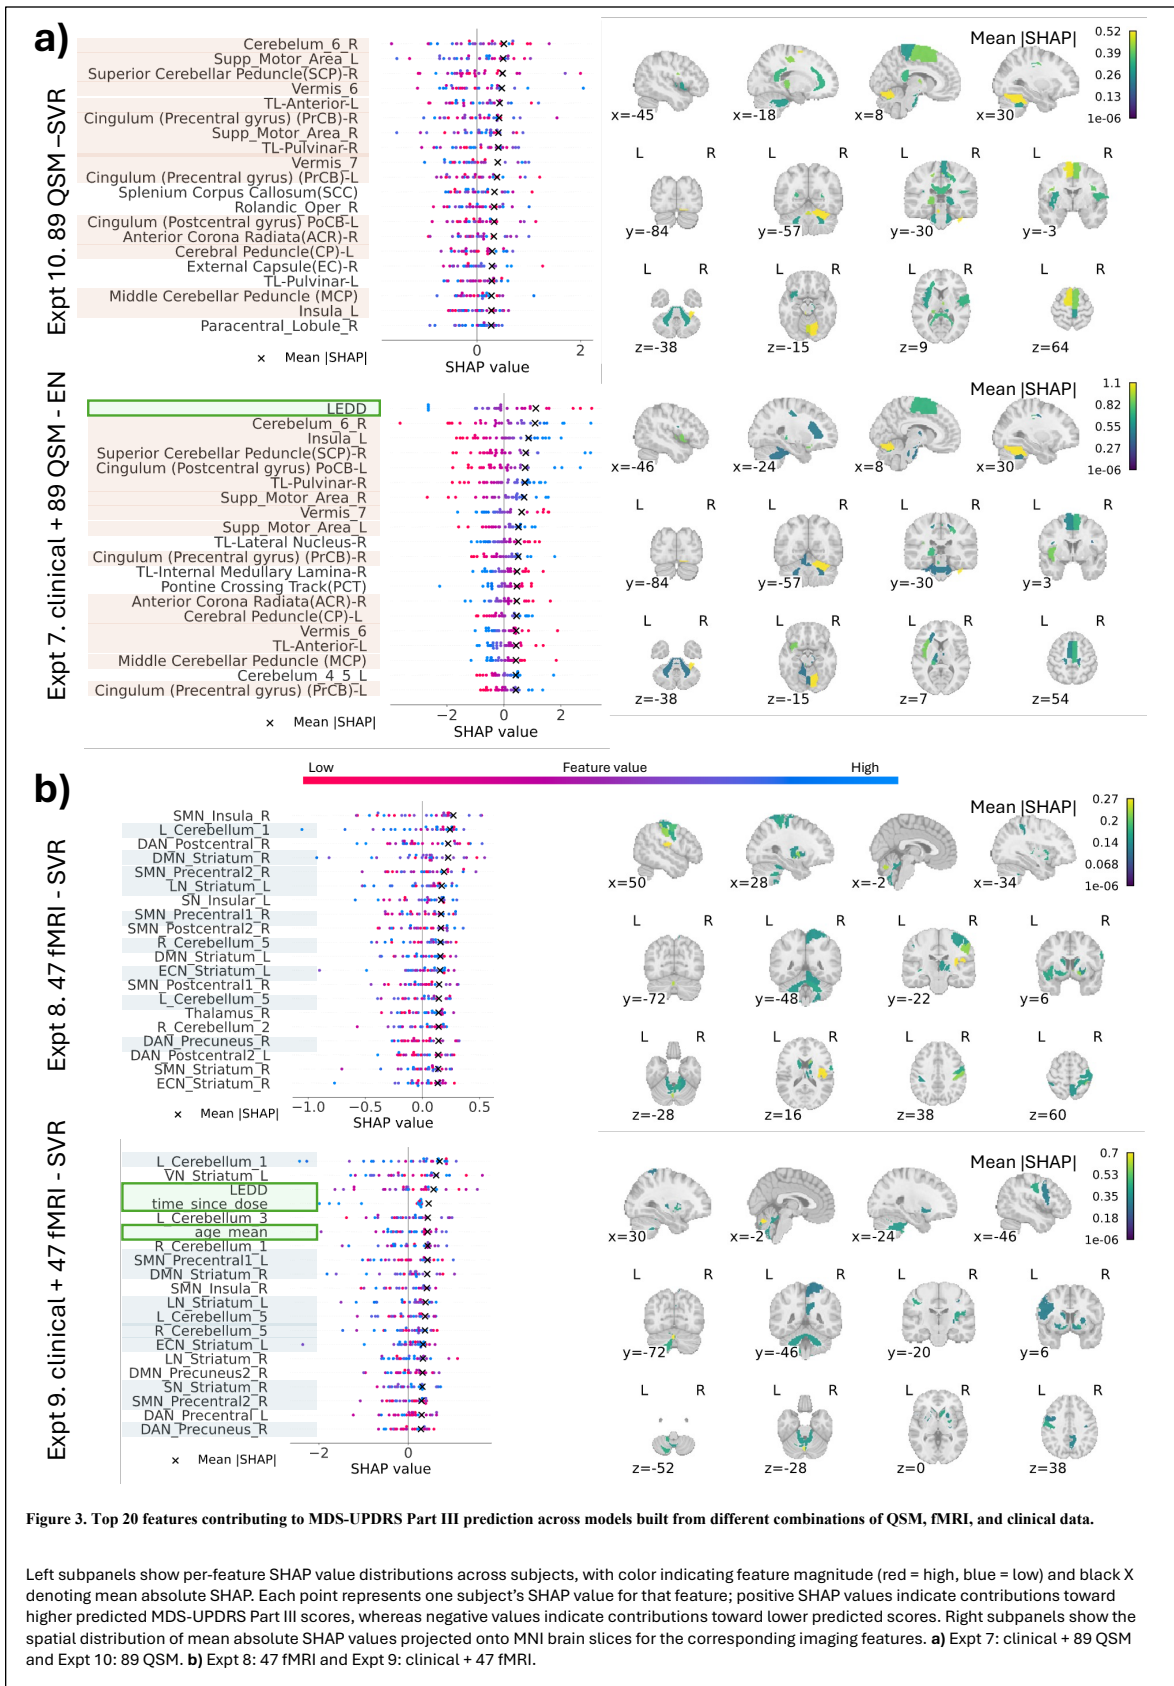 a)
Expt 10. 89 QSM –SVR
Cerebelum_6_R
Supp_Motor_Area_L
Superior Cerebellar Peduncle(SCP)-R
Vermis_6
TL-Anterior-L
Cingulum (Precentral gyrus) (PrCB)-R
Supp_Motor_Area_R
TL-Pulvinar-R
Vermis_7
Cingulum (Precentral gyrus) (PrCB)-L
Splenium Corpus Callosum(SCC)
Rolandic_Oper_R
Cingulum (Postcentral gyrus) PoCB-L
Anterior Corona Radiata(ACR)-R
Cerebral Peduncle(CP)-L
External Capsule(EC)-R
TL-Pulvinar-L
Middle Cerebellar Peduncle (MCP)
Insula_L
Paracentral_Lobule_R
× Mean |SHAP|
0 2
SHAP value
Mean |SHAP|
0.52
0.39
0.26
0.13
1e-06
x=-45 x=-18 x=8 x=30
L R L R L R
y=-84 y=-57 y=-30 y=-3
L R L R
z=-38 z=-15 z=9 z=64
Expt 7. clinical + 89 QSM - EN
LEDD
Cerebelum_6_R
Insula_L
Superior Cerebellar Peduncle(SCP)-R
Cingulum (Postcentral gyrus) PoCB-L
TL-Pulvinar-R
Supp_Motor_Area_R
Vermis_7
Supp_Motor_Area_L
TL-Lateral Nucleus-R
Cingulum (Precentral gyrus) (PrCB)-R
TL-Internal Medullary Lamina-R
Pontine Crossing Track(PCT)
Anterior Corona Radiata(ACR)-R
Cerebral Peduncle(CP)-L
Vermis_6
TL-Anterior-L
Middle Cerebellar Peduncle (MCP)
Cerebelum_4_5_L
Cingulum (Precentral gyrus) (PrCB)-L
× Mean |SHAP|
−2 0 2
SHAP value
Mean |SHAP|
1.1
0.82
0.55
0.27
1e-06
x=-46 x=-24 x=8 x=30
L R L R L R
y=-84 y=-57 y=-30 y=3
L R L R
z=-38 z=-15 z=7 z=54
Low Feature value High
b)
Expt 8. 47 fMRI - SVR
SMN_Insula_R
L_Cerebellum_1
DAN_Postcentral_R
DMN_Striatum_R
SMN_Precentral2_R
LN_Striatum_L
SN_Insular_L
SMN_Precentral1_R
SMN_Postcentral2_R
R_Cerebellum_5
DMN_Striatum_L
ECN_Striatum_L
SMN_Postcentral1_R
L_Cerebellum_5
Thalamus_R
R_Cerebellum_2
DAN_Precuneus_R
DAN_Postcentral2_L
SMN_Striatum_R
ECN_Striatum_R
× Mean |SHAP|
−1.0 −0.5 0.0 0.5
SHAP value
Mean |SHAP|
0.27
0.2
0.14
0.068
1e-06
x=50 x=28 x=-2 x=-34
L R L R L R
y=-72 y=-48 y=-22 y=6
L R L R L R
z=-28 z=16 z=38 z=60
Expt 9. clinical + 47 fMRI - SVR
L_Cerebellum_1
VN_Striatum_L
LEDD
time_since_dose
L_Cerebellum_3
age_mean
R_Cerebellum_1
SMN_Precentral1_L
DMN_Striatum_R
SMN_Insula_R
LN_Striatum_L
L_Cerebellum_5
R_Cerebellum_5
ECN_Striatum_L
LN_Striatum_R
DMN_Precuneus2_R
SN_Striatum_R
SMN_Precentral2_R
DAN_Precentral_L
DAN_Precuneus_R
× Mean |SHAP|
−2 0
SHAP value
Mean |SHAP|
0.7
0.53
0.35
0.18
1e-06
x=30 x=-2 x=-24 x=-46
L R L R L R
y=-72 y=-46 y=-20 y=6
L R L R L R
z=-52 z=-28 z=0 z=38
Figure 3. Top 20 features contributing to MDS-UPDRS Part III prediction across models built from different combinations of QSM, fMRI, and clinical data.
Left subpanels show per-feature SHAP value distributions across subjects, with color indicating feature magnitude (red = high, blue = low) and black X
denoting mean absolute SHAP. Each point represents one subject's SHAP value for that feature; positive SHAP values indicate contributions toward
higher predicted MDS-UPDRS Part III scores, whereas negative values indicate contributions toward lower predicted scores. Right subpanels show the
spatial distribution of mean absolute SHAP values projected onto MNI brain slices for the corresponding imaging features. a) Expt 7: clinical + 89 QSM
and Expt 10: 89 QSM. b) Expt 8: 47 fMRI and Expt 9: clinical + 47 fMRI.